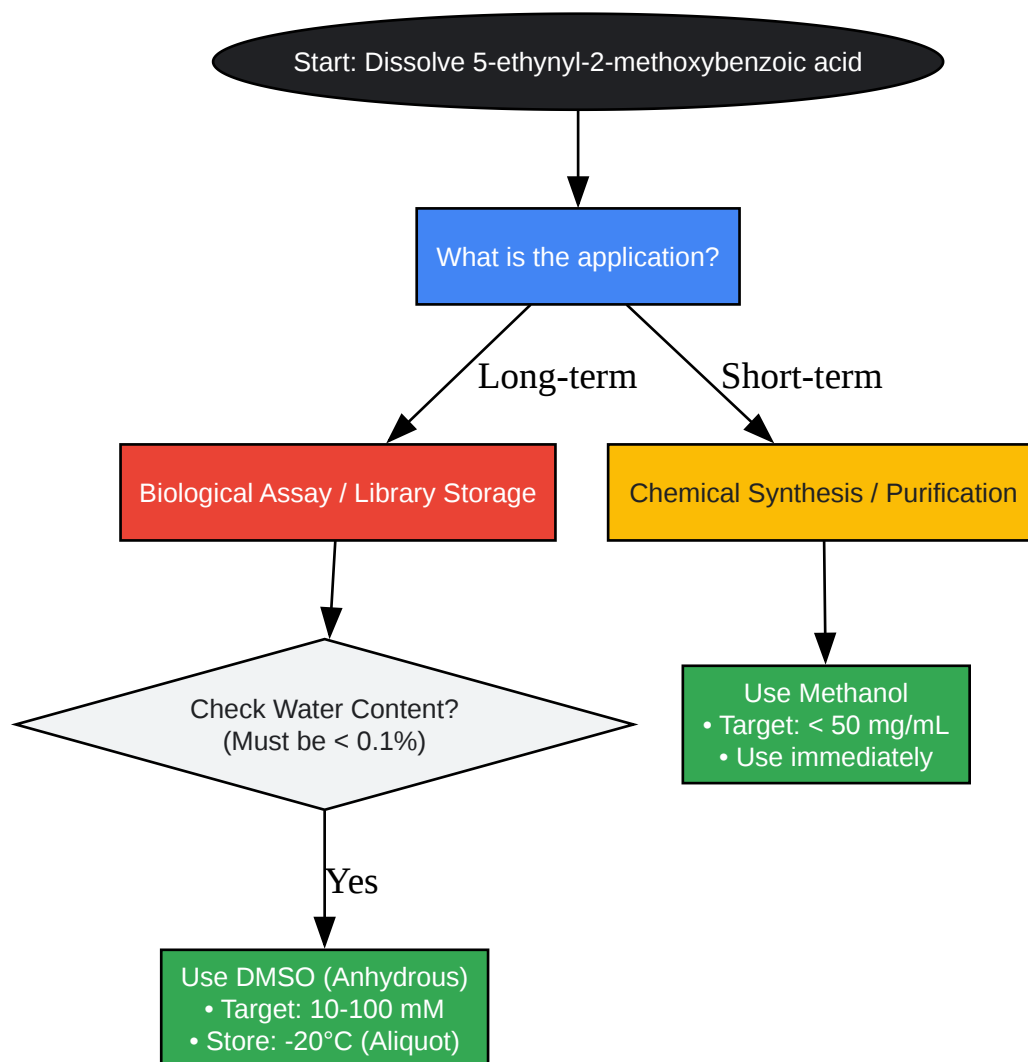 Start: Dissolve 5-ethynyl-2-methoxybenzoic acid
What is the application?
Long-term
Short-term
Biological Assay / Library Storage
Chemical Synthesis / Purification
Check Water Content?
(Must be < 0.1%)
Use Methanol
• Target: < 50 mg/mL
• Use immediately
Yes
Use DMSO (Anhydrous)
• Target: 10-100 mM
• Store: -20°C (Aliquot)